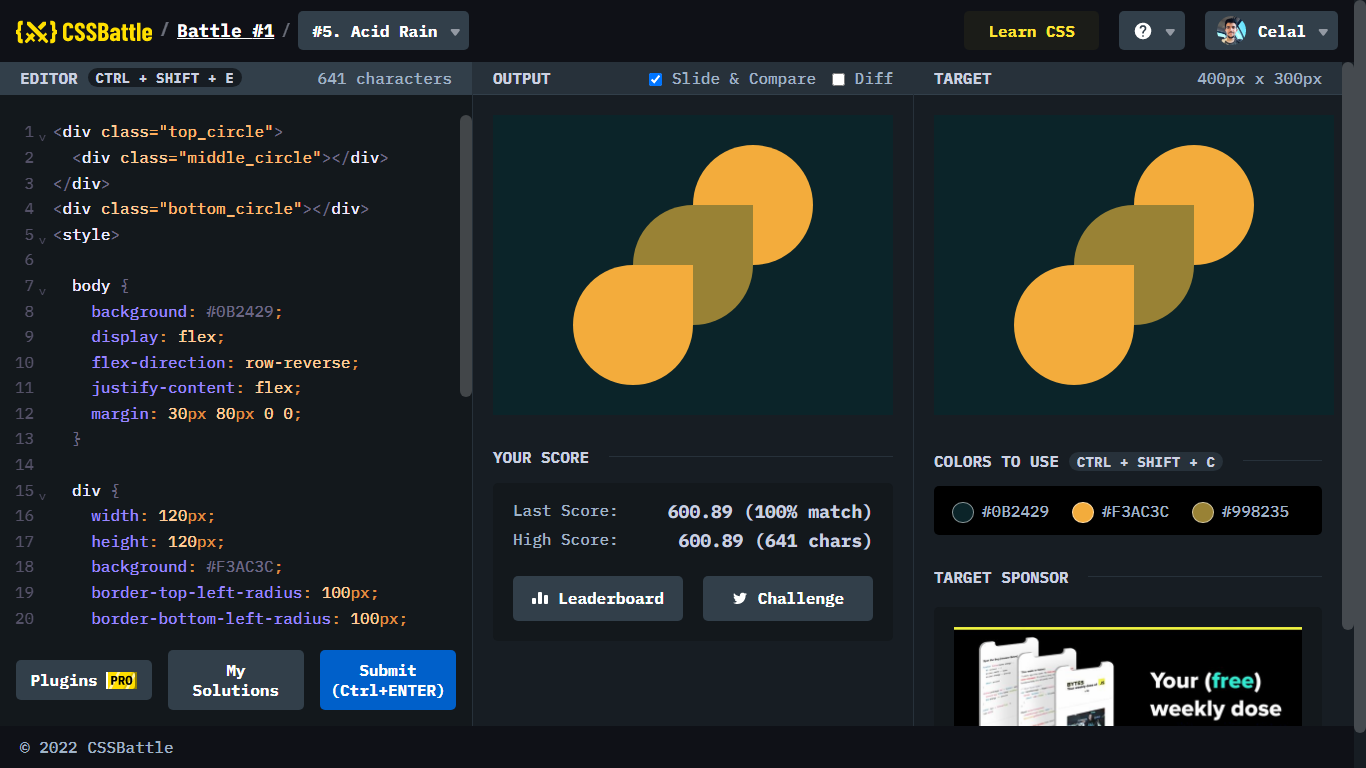 {X} CSSBattle / Battle #1 / #5. Acid Rain
Learn CSS
?
Celal
EDITOR CTRL + SHIFT + E 641 characters
1 <div class="top_circle">
2 <div class="middle_circle"></div>
3 </div>
4 <div class="bottom_circle"></div>
5 <style>
6
7 body {
8 background: #0B2429;
9 display: flex;
10 flex-direction: row-reverse;
11 justify-content: flex;
12 margin: 30px 80px 0 0;
13 }
14
15 div {
16 width: 120px;
17 height: 120px;
18 background: #F3AC3C;
19 border-top-left-radius: 100px;
20 border-bottom-left-radius: 100px;
Plugins PRO
My
Solutions
Submit
(Ctrl+ENTER)
OUTPUT Slide & Compare Diff
YOUR SCORE
Last Score: 600.89 (100% match)
High Score: 600.89 (641 chars)
Leaderboard
Challenge
TARGET 400px x 300px
COLORS TO USE CTRL + SHIFT + C
#0B2429 #F3AC3C #998235
TARGET SPONSOR
Your (free)
weekly dose
© 2022 CSSBattle